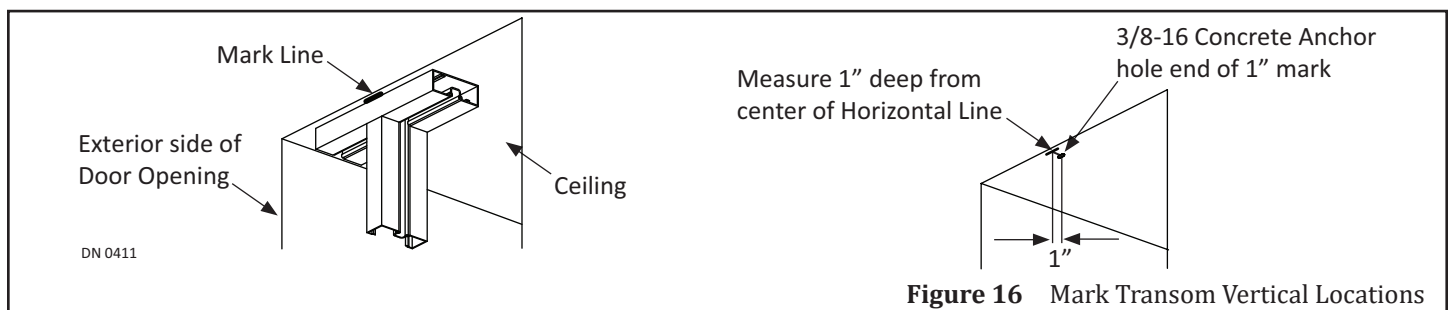 Mark Line
Exterior side of
Door Opening
Ceiling
DN 0411
3/8-16 Concrete Anchor
hole end of 1” mark
Measure 1” deep from
center of Horizontal Line
1”
Figure 16 Mark Transom Vertical Locations